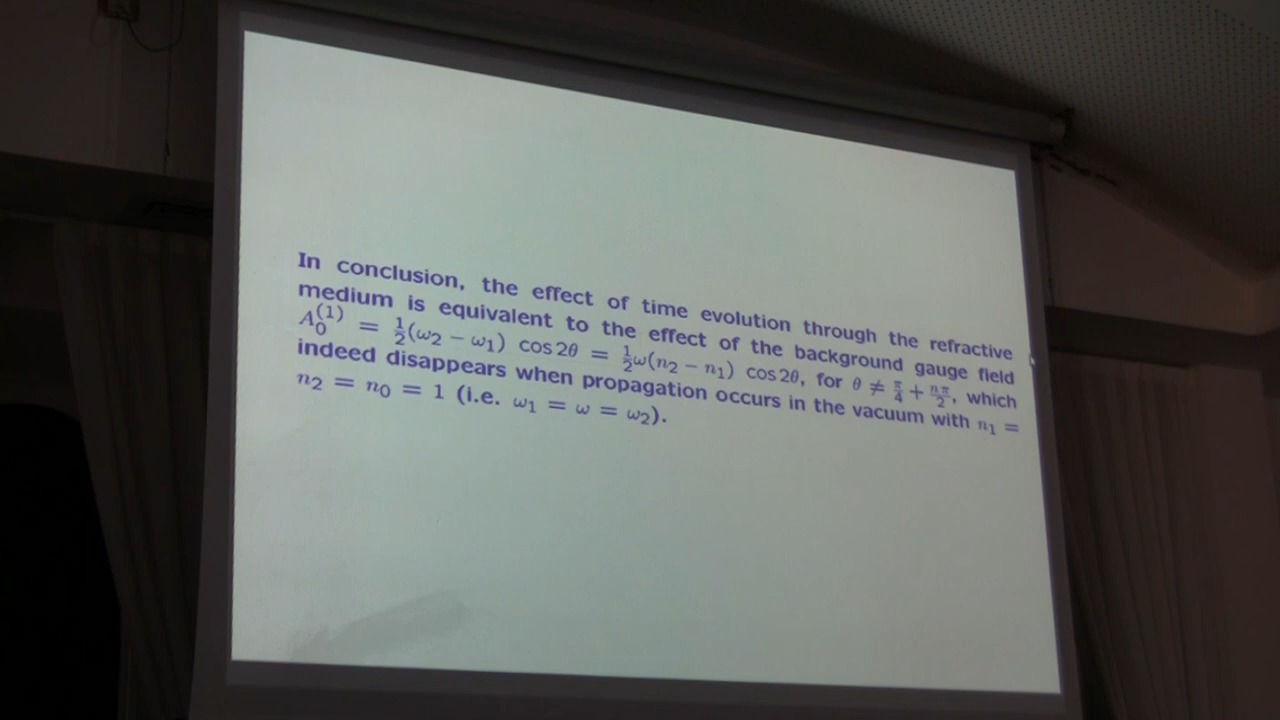 In conclusion, the effect of time evolution through the refractive
medium is equivalent to the effect of the background gauge field
A₀⁽¹⁾ = ½(ω₂ − ω₁) cos 2θ = ½ω(n₂ − n₁) cos 2θ, for θ ≠ π/4 + nπ/2, which
indeed disappears when propagation occurs in the vacuum with n₁ =
n₂ = n₀ = 1 (i.e. ω₁ = ω = ω₂).